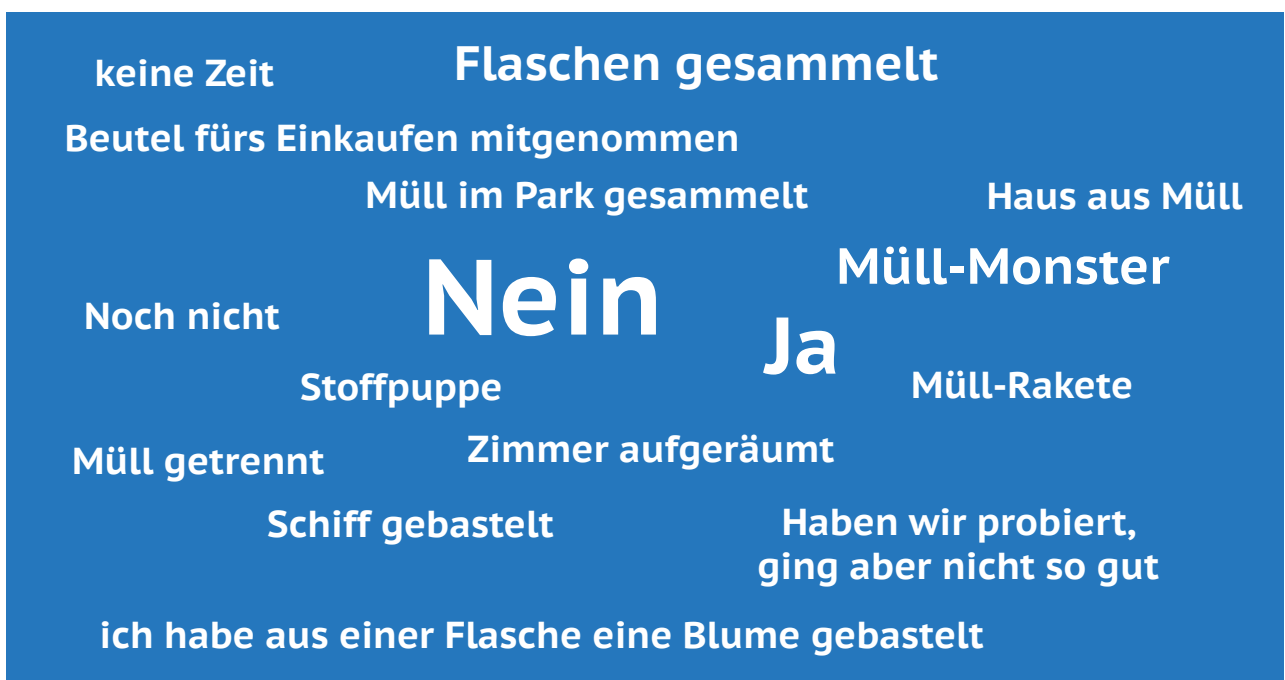 keine Zeit
Flaschen gesammelt
Beutel fürs Einkaufen mitgenommen
Müll im Park gesammelt
Haus aus Müll
Müll-Monster
Nein
Noch nicht
Ja
Stoffpuppe
Müll-Rakete
Müll getrennt
Zimmer aufgeräumt
Schiff gebastelt
Haben wir probiert,
ging aber nicht so gut
ich habe aus einer Flasche eine Blume gebastelt